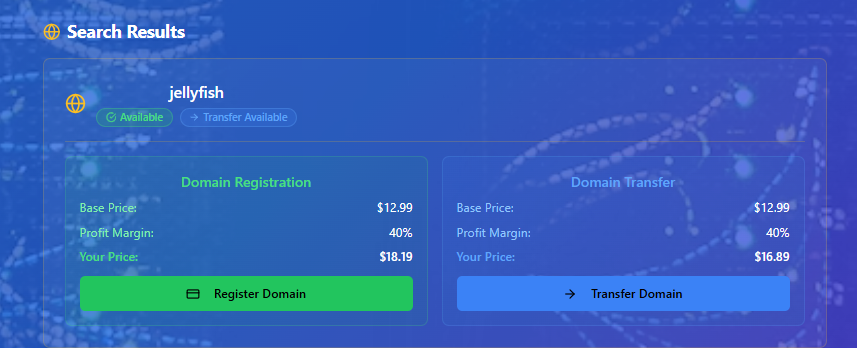 Search Results
jellyfish
Available Transfer Available
Domain Registration
Base Price: $12.99
Profit Margin: 40%
Your Price: $18.19
Register Domain
Domain Transfer
Base Price: $12.99
Profit Margin: 40%
Your Price: $16.89
Transfer Domain